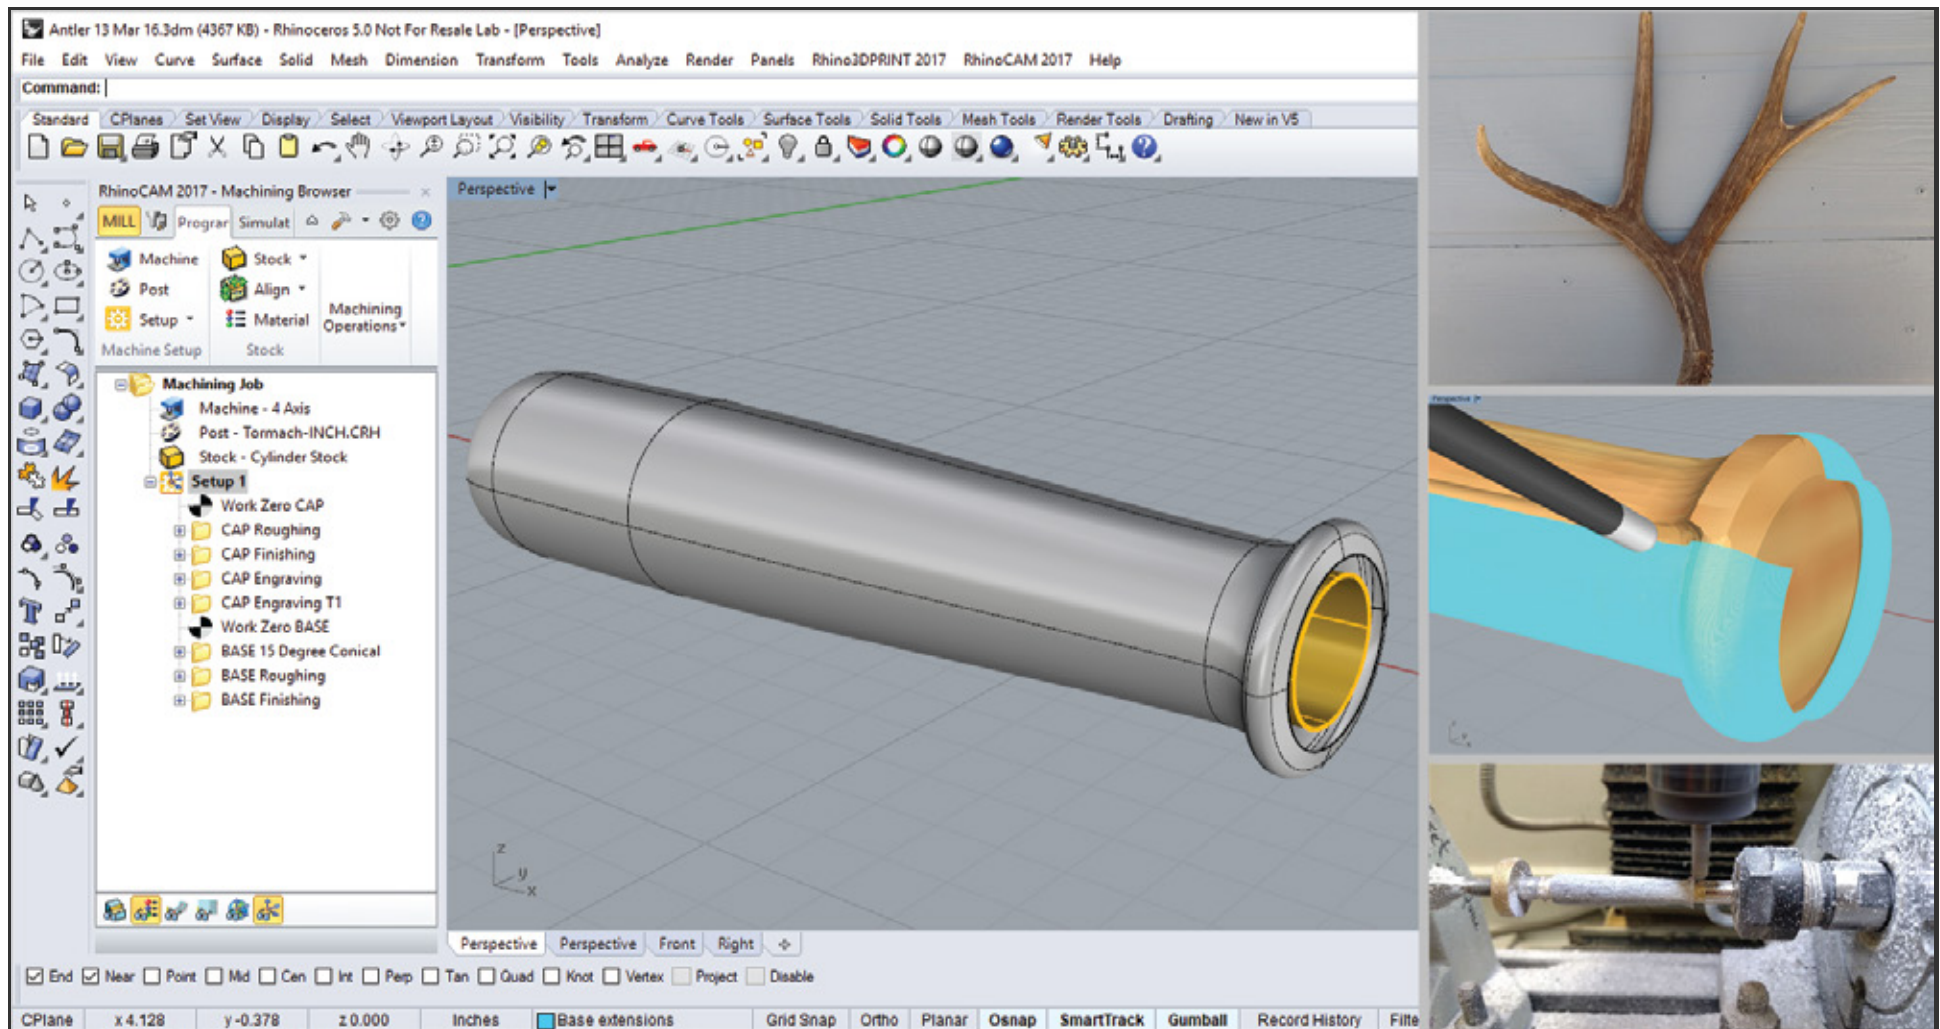 Antler 13 Mar 16.3dm (4367 KB) - Rhinoceros 5.0 Not For Resale Lab - [Perspective]
File Edit View Curve Surface Solid Mesh Dimension Transform Tools Analyze Render Panels Rhino3DPRINT 2017 RhinoCAM 2017 Help
Command:
Standard CPlanes Set View Display Select Viewport Layout Visibility Transform Curve Tools Surface Tools Solid Tools Mesh Tools Render Tools Drafting New in V5
RhinoCAM 2017 - Machining Browser
MILL Prograr Simulat
Machine Stock
Post Align
Setup Material
Machining
Operations
Machine Setup Stock
Machining Job
Machine - 4 Axis
Post - Tormach-INCH.CRH
Stock - Cylinder Stock
Setup 1
Work Zero CAP
CAP Roughing
CAP Finishing
CAP Engraving
CAP Engraving T1
Work Zero BASE
BASE 15 Degree Conical
BASE Roughing
BASE Finishing
Perspective
z
y
x
Perspective
Perspective Perspective Front Right
End Near Point Mid Cen Int Perp Tan Quad Knot Vertex Project Disable
CPlane x 4.128 y -0.378 z 0.000 Inches Base extensions Grid Snap Ortho Planar Osnap SmartTrack Gumball Record History Filte